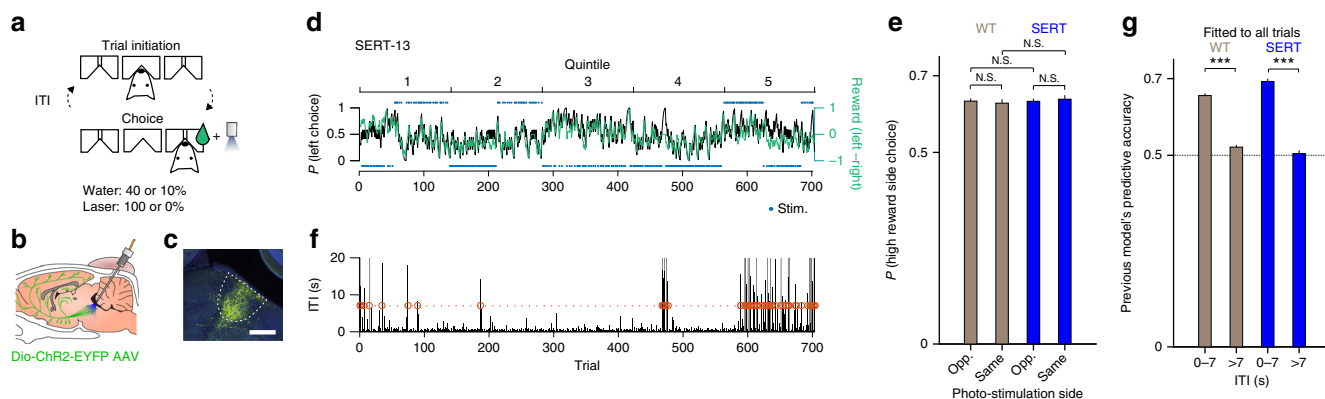 a
Trial initiation
ITI
Choice
+
Water: 40 or 10%
Laser: 100 or 0%
b
Dio-ChR2-EYFP AAV
c
d
SERT-13
Quintile
1 2 3 4 5
P (left choice)
1
0.5
0
Reward (left –right)
1
0
–1
0 100 200 300 400 500 600 700
Stim.
f
ITI (s)
20
10
0
0 100 200 300 400 500 600 700
Trial
e
WT SERT
N.S.
N.S.
N.S. N.S.
P (high reward side choice)
0.7
0.5
0
Opp. Same Opp. Same
Photo-stimulation side
g
Fitted to all trials
WT SERT
*** ***
Previous model's predictive accuracy
0.7
0.5
0
0–7 >7 0–7 >7
ITI (s)